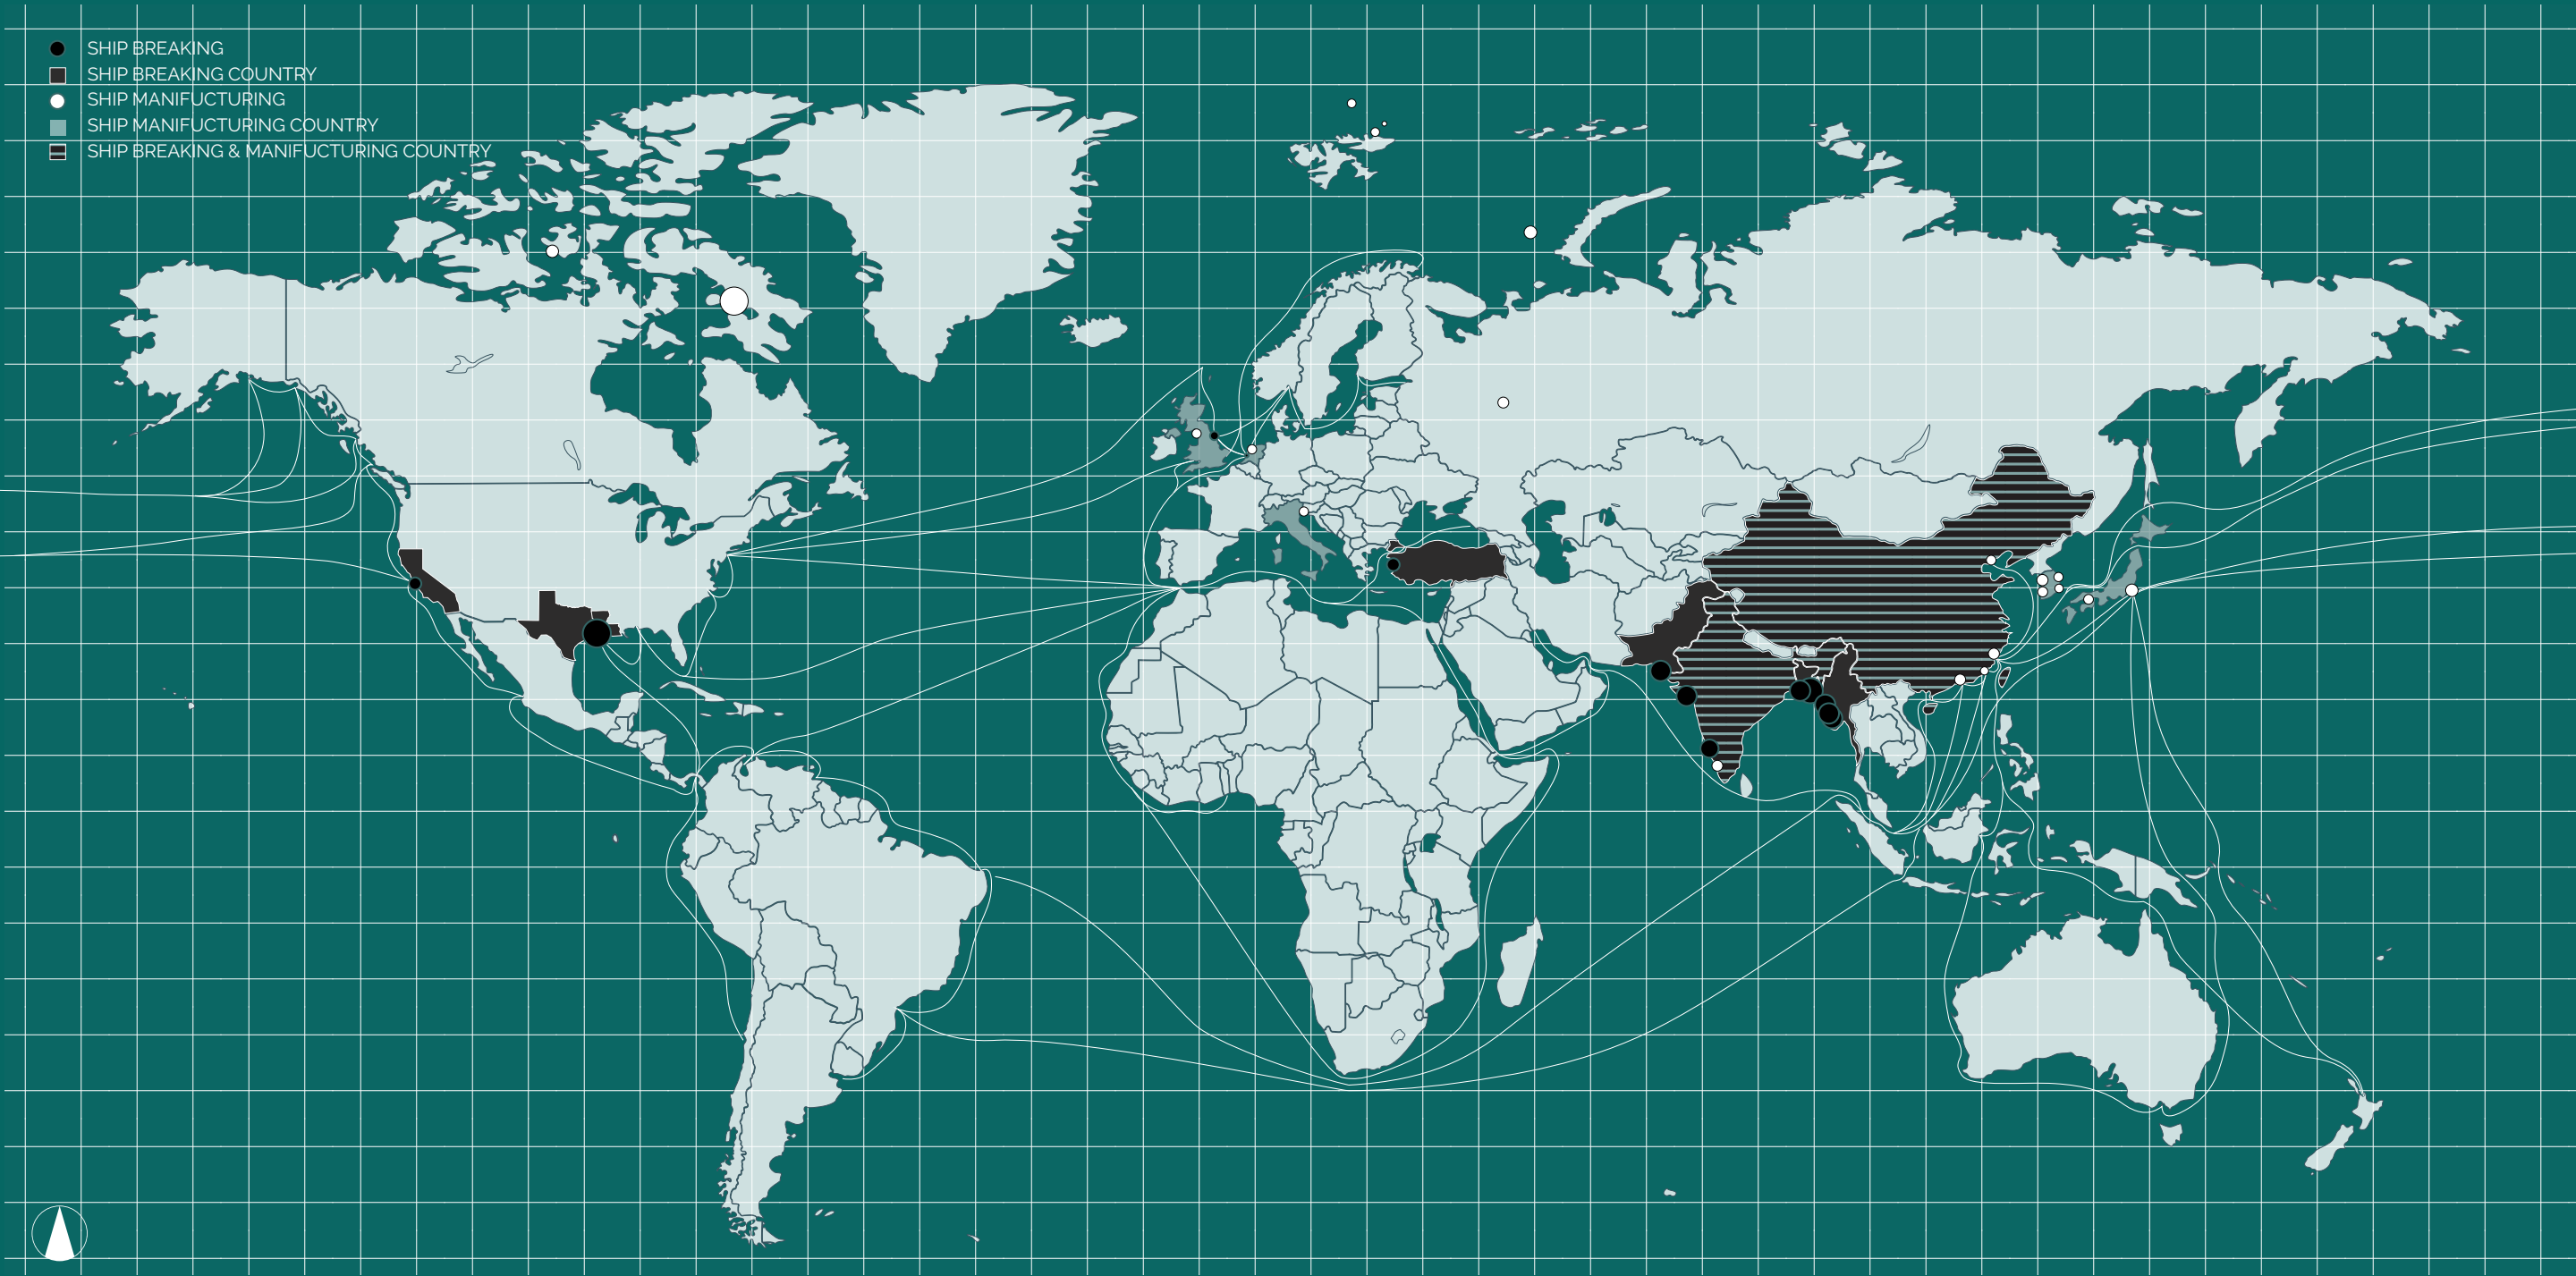 SHIP BREAKING
SHIP BREAKING COUNTRY
SHIP MANIFUCTURING
SHIP MANIFUCTURING COUNTRY
SHIP BREAKING & MANIFUCTURING COUNTRY